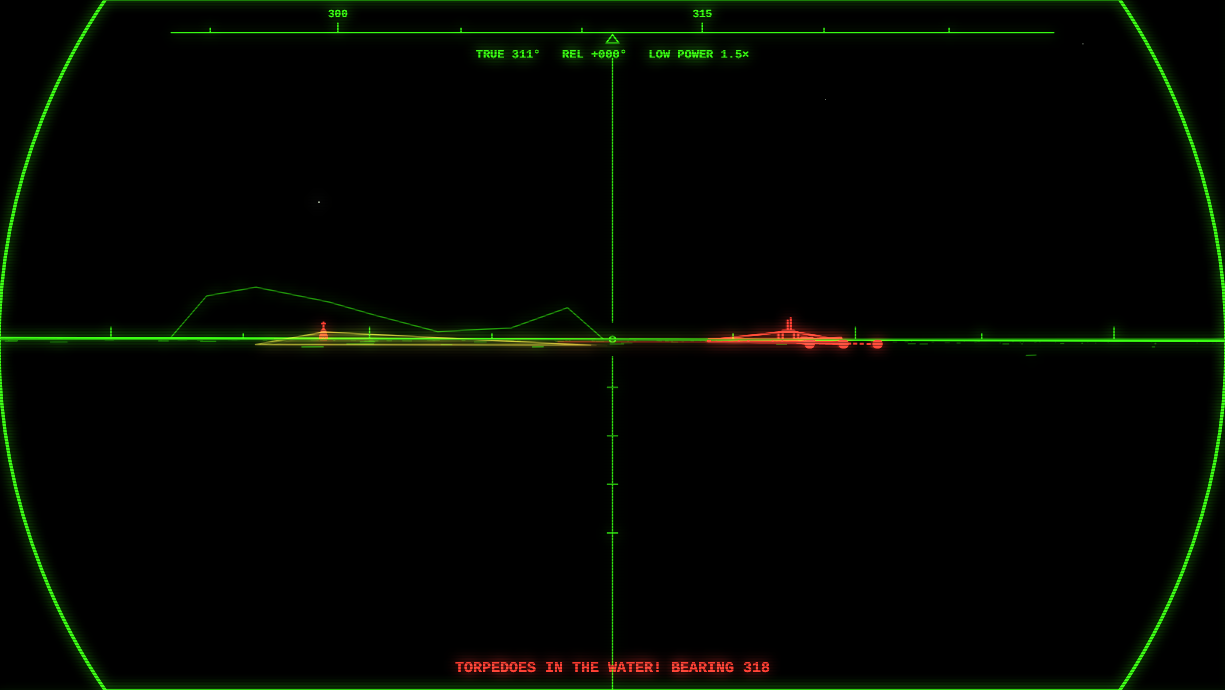 300 315
TRUE 311° REL +000° LOW POWER 1.5×
TORPEDOES IN THE WATER! BEARING 318